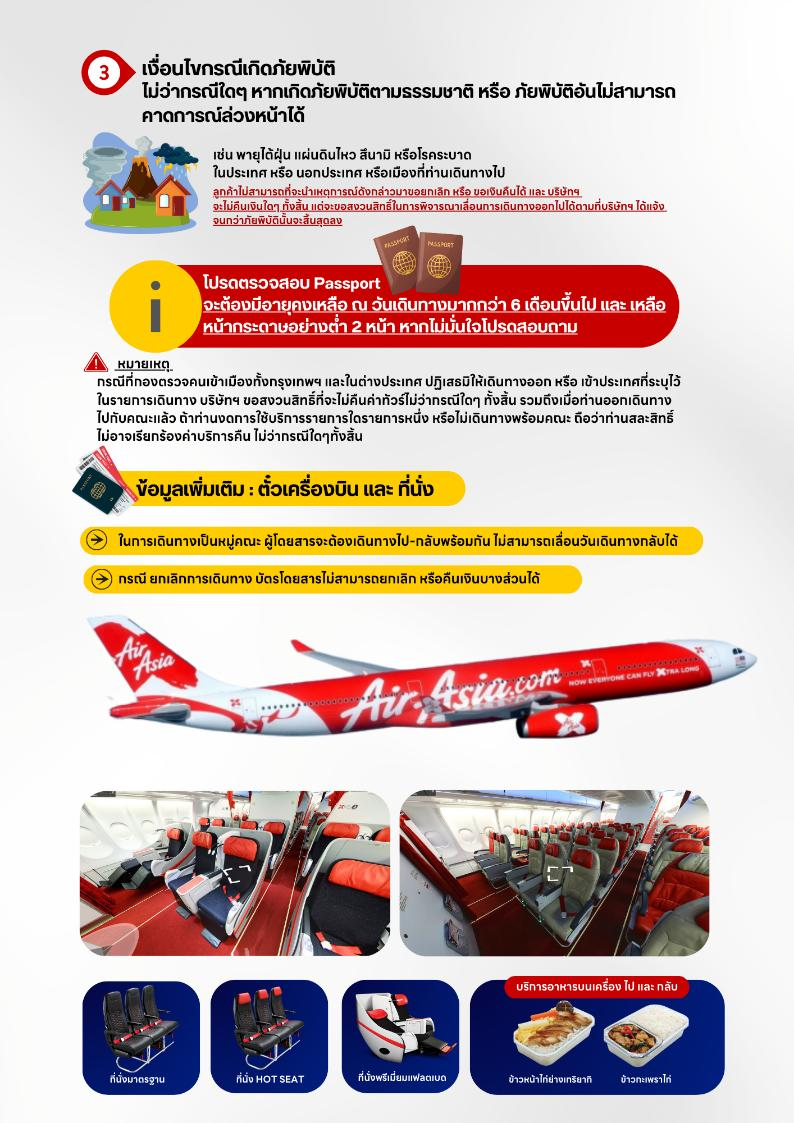 3
เงื่อนไขกรณีเกิดภัยพิบัติ
ไม่ว่ากรณีใดๆ หากเกิดภัยพิบัติตามธรรมชาติ หรือ ภัยพิบัติอันไม่สามารถ
คาดการณ์ล่วงหน้าได้
เช่น พายุไต้ฝุ่น แผ่นดินไหว สึนามิ หรือโรคระบาด
ในประเทศ หรือ นอกประเทศ หรือเมืองที่ท่านเดินทางไป
ลูกค้าไม่สามารถที่จะนำเหตุการณ์ดังกล่าวมาขอยกเลิก หรือ ขอเงินคืนได้ และ บริษัทฯ
จะไม่คืนเงินใดๆ ทั้งสิ้น แต่จะขอสงวนสิทธิ์ในการพิจารณาเลื่อนการเดินทางออกไปได้ตามที่บริษัทฯ ได้แจ้ง
จนกว่าภัยพิบัตินั้นจะสิ้นสุดลง
PASSPORT
PASSPORT
i
โปรดตรวจสอบ Passport
จะต้องมีอายุคงเหลือ ณ วันเดินทางมากกว่า 6 เดือนขึ้นไป และ เหลือ
หน้ากระดาษอย่างต่ำ 2 หน้า หากไม่มั่นใจโปรดสอบถาม
หมายเหตุ
กรณีที่กองตรวจคนเข้าเมืองทั้งกรุงเทพฯ และในต่างประเทศ ปฏิเสธมิให้เดินทางออก หรือ เข้าประเทศที่ระบุไว้
ในรายการเดินทาง บริษัทฯ ขอสงวนสิทธิ์ที่จะไม่คืนค่าทัวร์ไม่ว่ากรณีใดๆ ทั้งสิ้น รวมถึงเมื่อท่านออกเดินทาง
ไปกับคณะแล้ว ถ้าท่านงดการใช้บริการรายการใดรายการหนึ่ง หรือไม่เดินทางพร้อมคณะ ถือว่าท่านสละสิทธิ์
ไม่อาจเรียกร้องค่าบริการคืน ไม่ว่ากรณีใดๆทั้งสิ้น
ข้อมูลเพิ่มเติม : ตั๋วเครื่องบิน และ ที่นั่ง
ในการเดินทางเป็นหมู่คณะ ผู้โดยสารจะต้องเดินทางไป-กลับพร้อมกัน ไม่สามารถเลื่อนวันเดินทางกลับได้
กรณี ยกเลิกการเดินทาง บัตรโดยสารไม่สามารถยกเลิก หรือคืนเงินบางส่วนได้
Air
Asia
AirAsia.com
NOW EVERYONE CAN FLY XTRA LONG
บริการอาหารบนเครื่อง ไป และ กลับ
ที่นั่งมาตรฐาน
ที่นั่ง HOT SEAT
ที่นั่งพรีเมี่ยมแฟลตเบด
ข้าวหน้าไก่ย่างเทริยากิ
ข้าวกะเพราไก่